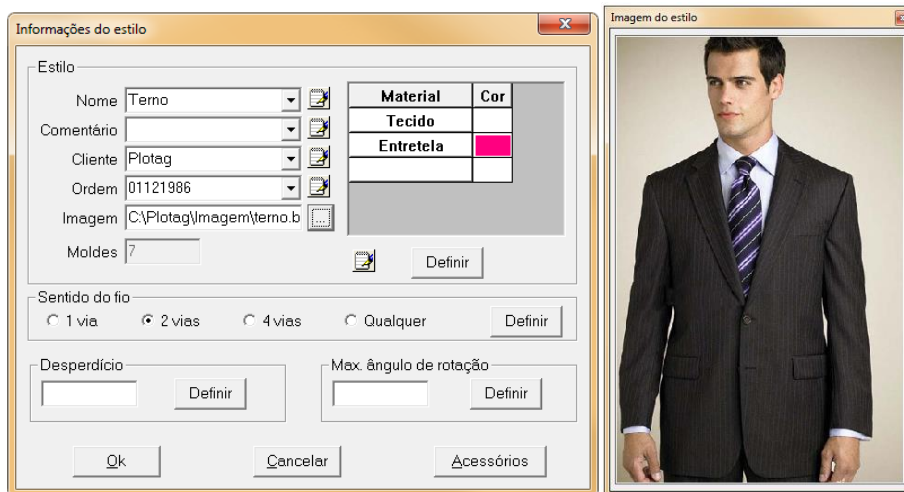 Informações do estilo
Estilo
Nome Terno
Comentário
Cliente Plotag
Ordem 01121986
Imagem C:\Plotag\Imagem\terno.b ...
Moldes 7
Material Cor
Tecido
Entretela
Definir
Sentido do fio
1 via 2 vias 4 vias Qualquer Definir
Desperdício
Definir
Max. ângulo de rotação
Definir
Ok Cancelar Acessórios
Imagem do estilo